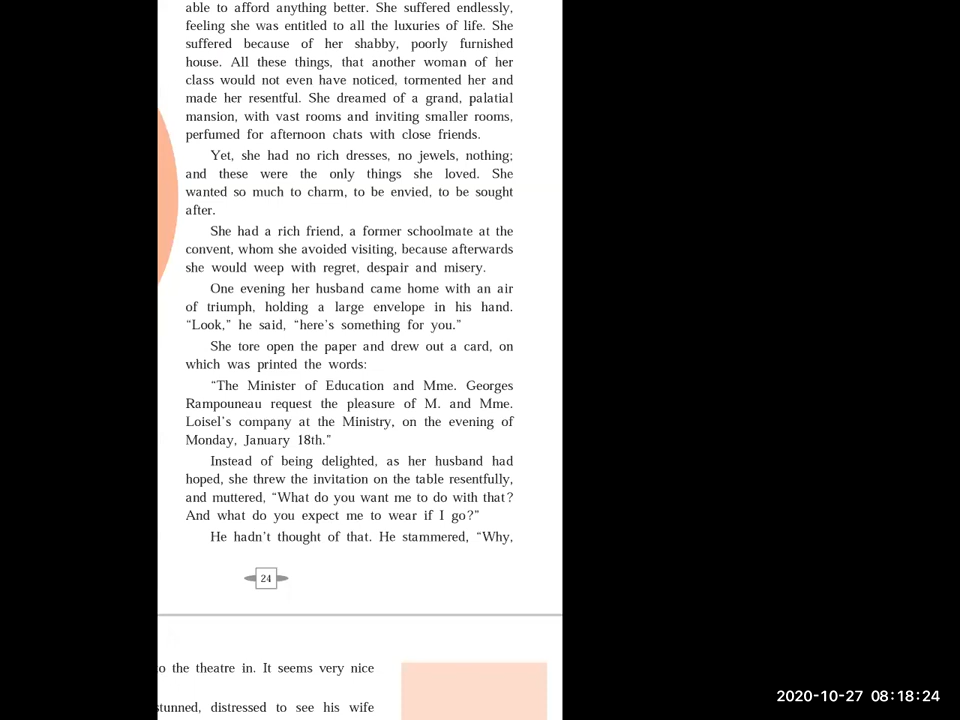 able to afford anything better. She suffered endlessly,
feeling she was entitled to all the luxuries of life. She
suffered because of her shabby, poorly furnished
house. All these things, that another woman of her
class would not even have noticed, tormented her and
made her resentful. She dreamed of a grand, palatial
mansion, with vast rooms and inviting smaller rooms,
perfumed for afternoon chats with close friends.
Yet, she had no rich dresses, no jewels, nothing;
and these were the only things she loved. She
wanted so much to charm, to be envied, to be sought
after.
She had a rich friend, a former schoolmate at the
convent, whom she avoided visiting, because afterwards
she would weep with regret, despair and misery.
One evening her husband came home with an air
of triumph, holding a large envelope in his hand.
“Look,” he said, “here’s something for you.”
She tore open the paper and drew out a card, on
which was printed the words:
“The Minister of Education and Mme. Georges
Rampouneau request the pleasure of M. and Mme.
Loisel’s company at the Ministry, on the evening of
Monday, January 18th.”
Instead of being delighted, as her husband had
hoped, she threw the invitation on the table resentfully,
and muttered, “What do you want me to do with that?
And what do you expect me to wear if I go?”
He hadn’t thought of that. He stammered, “Why,
24
o the theatre in. It seems very nice
stunned, distressed to see his wife
2020-10-27 08:18:24